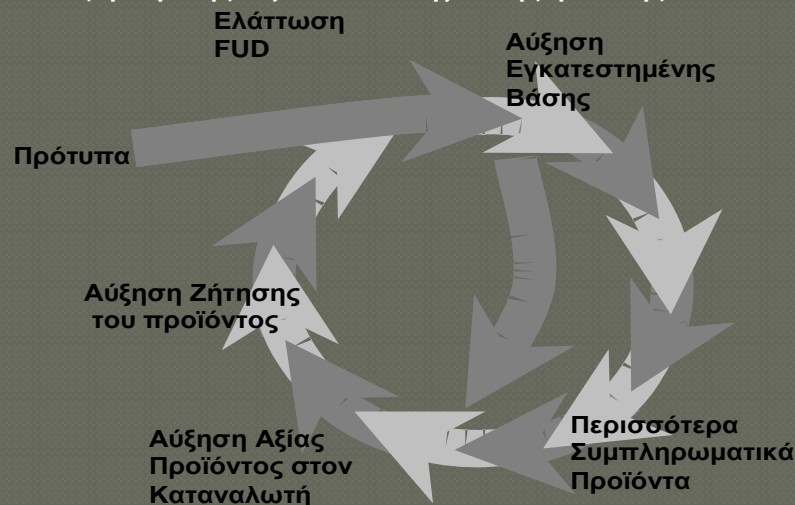 Ελάττωση
FUD
Αύξηση
Εγκατεστημένης
Βάσης
Πρότυπα
Αύξηση Ζήτησης
του προϊόντος
Περισσότερα
Συμπληρωματικά
Προϊόντα
Αύξηση Αξίας
Προϊόντος στον
Καταναλωτή